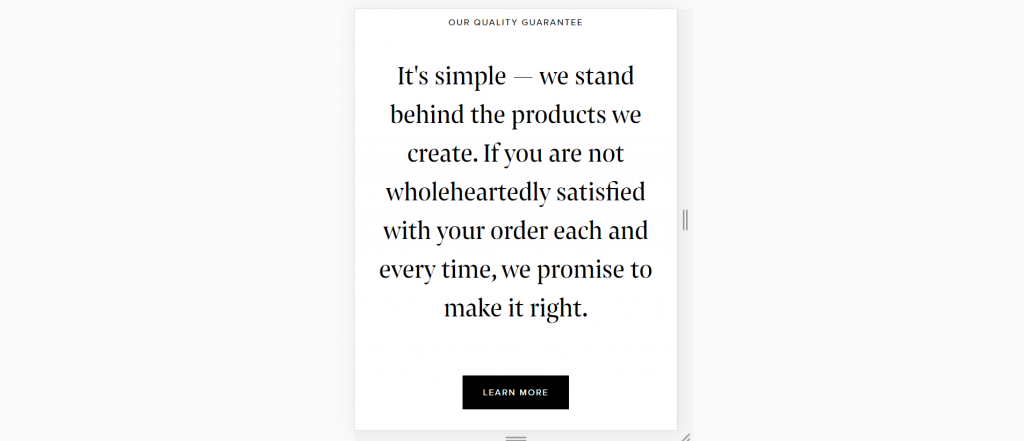 OUR QUALITY GUARANTEE
It's simple — we stand
behind the products we
create. If you are not
wholeheartedly satisfied
with your order each and
every time, we promise to
make it right.
LEARN MORE